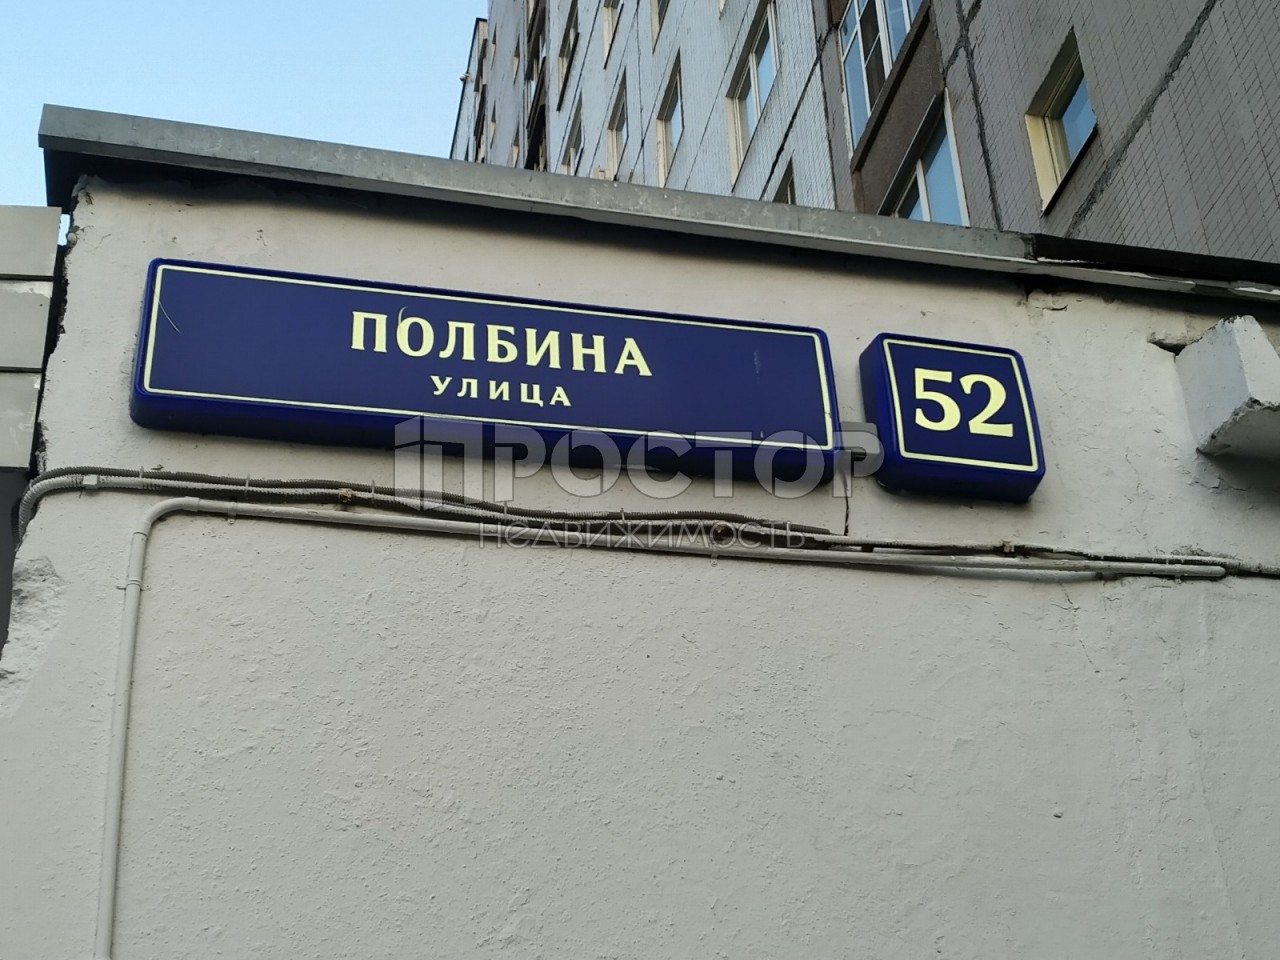 ПОЛБИНА
УЛИЦА
52
ПРОСТОР
НЕДВИЖИМОСТЬ